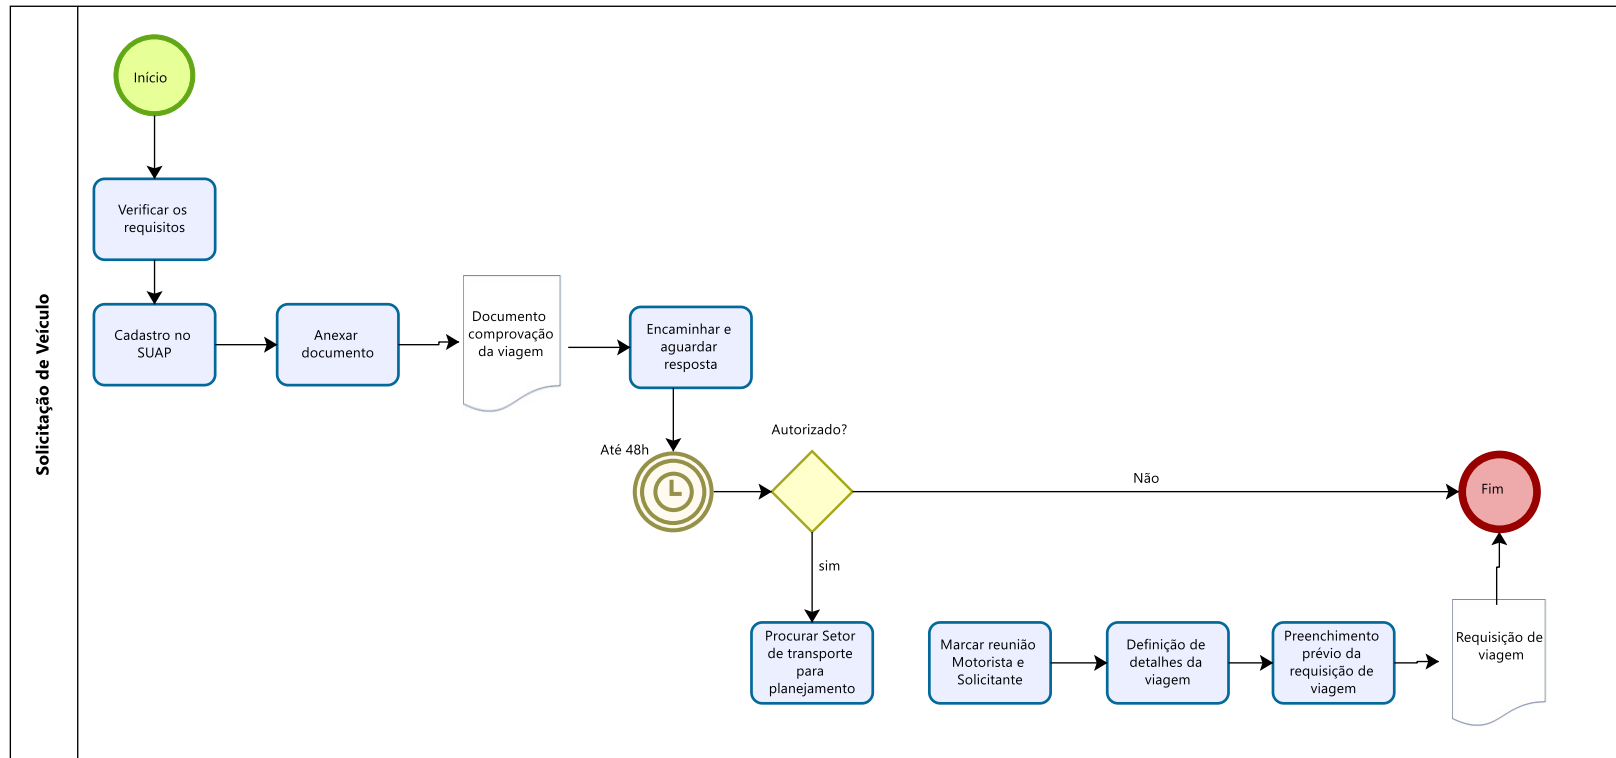 Solicitação de Veículo
Início
Verificar os
requisitos
Cadastro no
SUAP
Anexar
documento
Documento
comprovação
da viagem
Encaminhar e
aguardar
resposta
Até 48h
Autorizado?
Não
Fim
sim
Procurar Setor
de transporte
para
planejamento
Marcar reunião
Motorista e
Solicitante
Definição de
detalhes da
viagem
Preenchimento
prévio da
requisição de
viagem
Requisição de
viagem